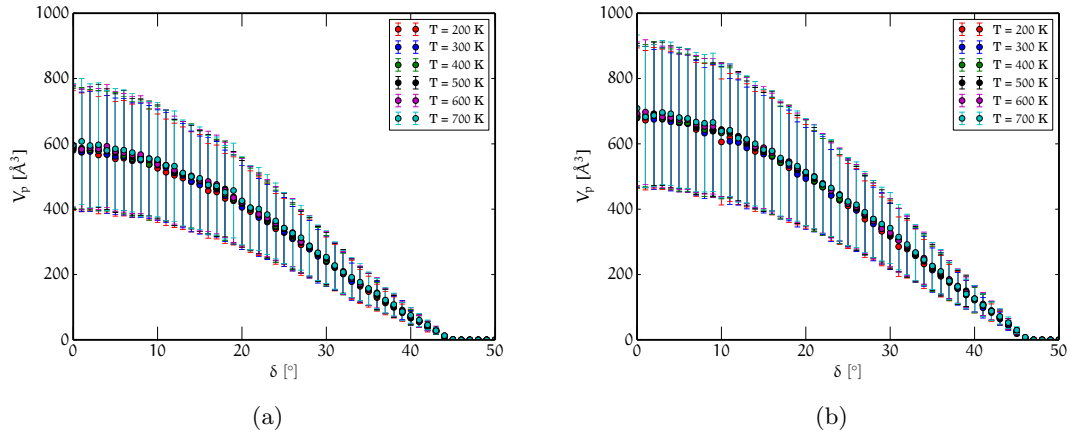 1000
800
600
400
200
0
0 10 20 30 40 50
V_p [Å³]
δ [°]
T = 200 K
T = 300 K
T = 400 K
T = 500 K
T = 600 K
T = 700 K
(a)
1000
800
600
400
200
0
0 10 20 30 40 50
V_p [Å³]
δ [°]
T = 200 K
T = 300 K
T = 400 K
T = 500 K
T = 600 K
T = 700 K
(b)